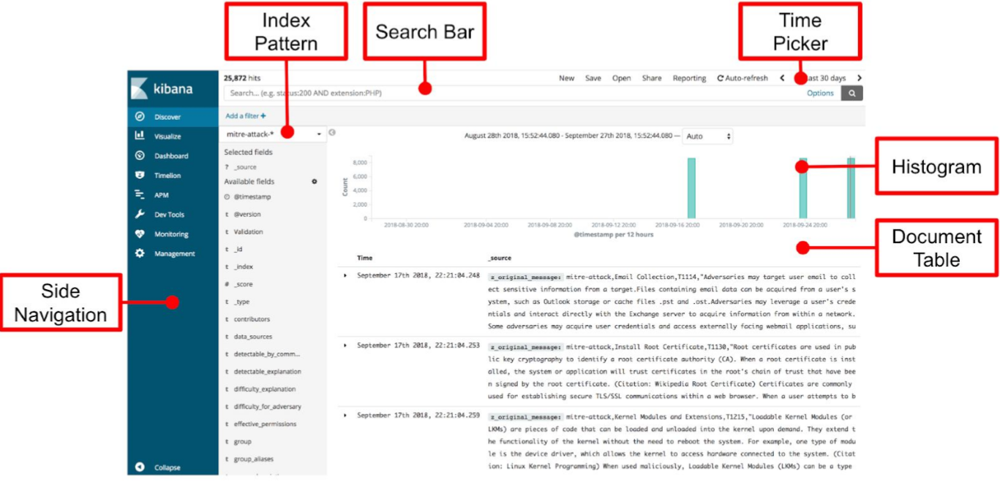 Index
Pattern
Search Bar
Time
Picker
kibana
25,872 hits
New Save Open Share Reporting Auto-refresh Last 30 days
Search... (e.g. status:200 AND extension:PHP)
Options
Discover
Add a filter +
Visualize
mitre-attack-*
August 28th 2018, 15:52:44.080 - September 27th 2018, 15:52:44.080 — Auto
Dashboard
Selected fields
? _source
Timelion
Available fields
APM
@timestamp
Dev Tools
t @version
Monitoring
t Validation
Management
t _id
t _index
# _score
t _type
t contributors
t data_sources
t detectable_by_comm...
t detectable_explanation
t difficulty_explanation
t difficulty_for_adversary
t effective_permissions
t group
t group_aliases
Collapse
Side
Navigation
Count
8,000
6,000
4,000
2,000
0
2018-08-30 20:00 2018-09-04 20:00 2018-09-08 20:00 2018-09-12 20:00 2018-09-16 20:00 2018-09-20 20:00 2018-09-24 20:00
@timestamp per 12 hours
Histogram
Document
Table
Time _source
September 17th 2018, 22:21:04.248 z_original_message: mitre-attack,Email Collection,T1114,"Adversaries may target user email to coll
ect sensitive information from a target.Files containing email data can be acquired from a user's s
ystem, such as Outlook storage or cache files .pst and .ost.Adversaries may leverage a user's crede
ntials and interact directly with the Exchange server to acquire information from within a network.
Some adversaries may acquire user credentials and access externally facing webmail applications, su
September 17th 2018, 22:21:04.253 z_original_message: mitre-attack,Install Root Certificate,T1130,"Root certificates are used in pub
lic key cryptography to identify a root certificate authority (CA). When a root certificate is inst
alled, the system or application will trust certificates in the root's chain of trust that have bee
n signed by the root certificate. (Citation: Wikipedia Root Certificate) Certificates are commonly
used for establishing secure TLS/SSL communications within a web browser. When a user attempts to b
September 17th 2018, 22:21:04.259 z_original_message: mitre-attack,Kernel Modules and Extensions,T1215,"Loadable Kernel Modules (or
LKMs) are pieces of code that can be loaded and unloaded into the kernel upon demand. They extend t
he functionality of the kernel without the need to reboot the system. For example, one type of modu
le is the device driver, which allows the kernel to access hardware connected to the system. (Citat
ion: Linux Kernel Programming) When used maliciously, Loadable Kernel Modules (LKMs) can be a type